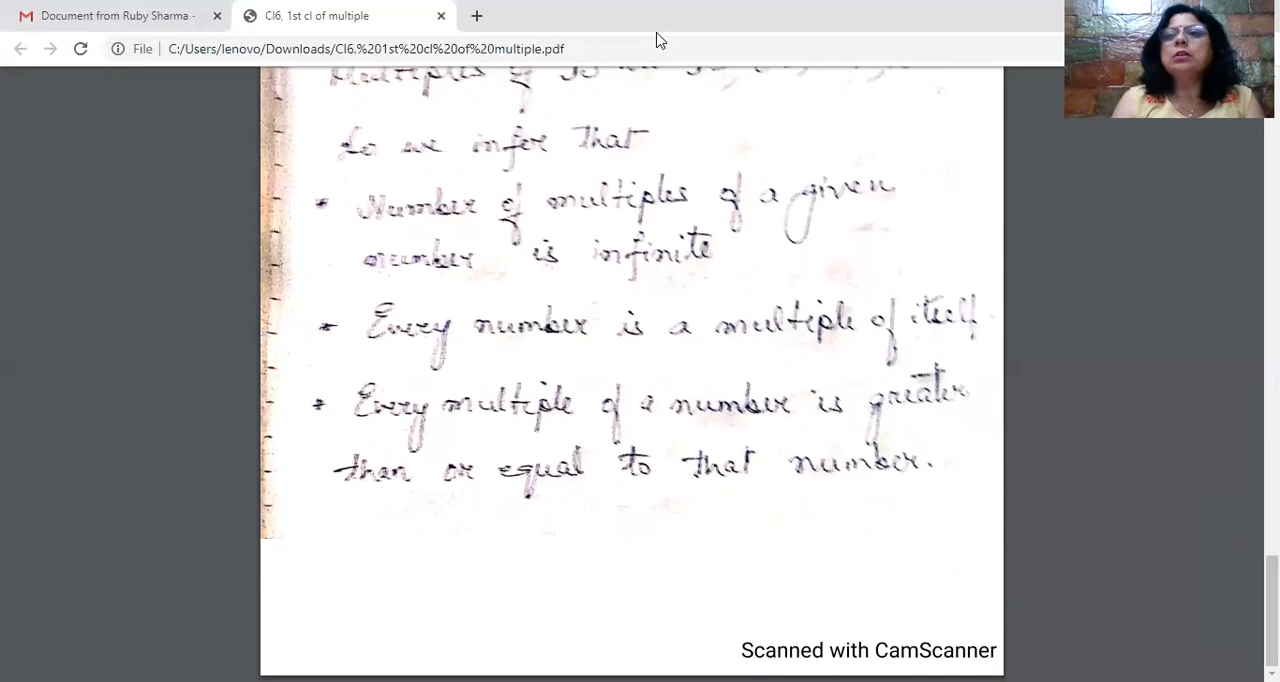 Document from Ruby Sharma -
Cl6, 1st cl of multiple
File
C:/Users/lenovo/Downloads/Cl6.%201st%20cl%20of%20multiple.pdf
Multiples of
So we infer that
* Number of multiples of a given
number is infinite
* Every number is a multiple of itself
* Every multiple of a number is greater
than or equal to that number.
Scanned with CamScanner